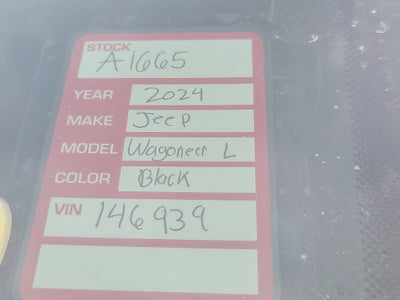 STOCK
A1665
YEAR 2024
MAKE Jeep
MODEL Wagoneer L
COLOR Black
VIN 146939